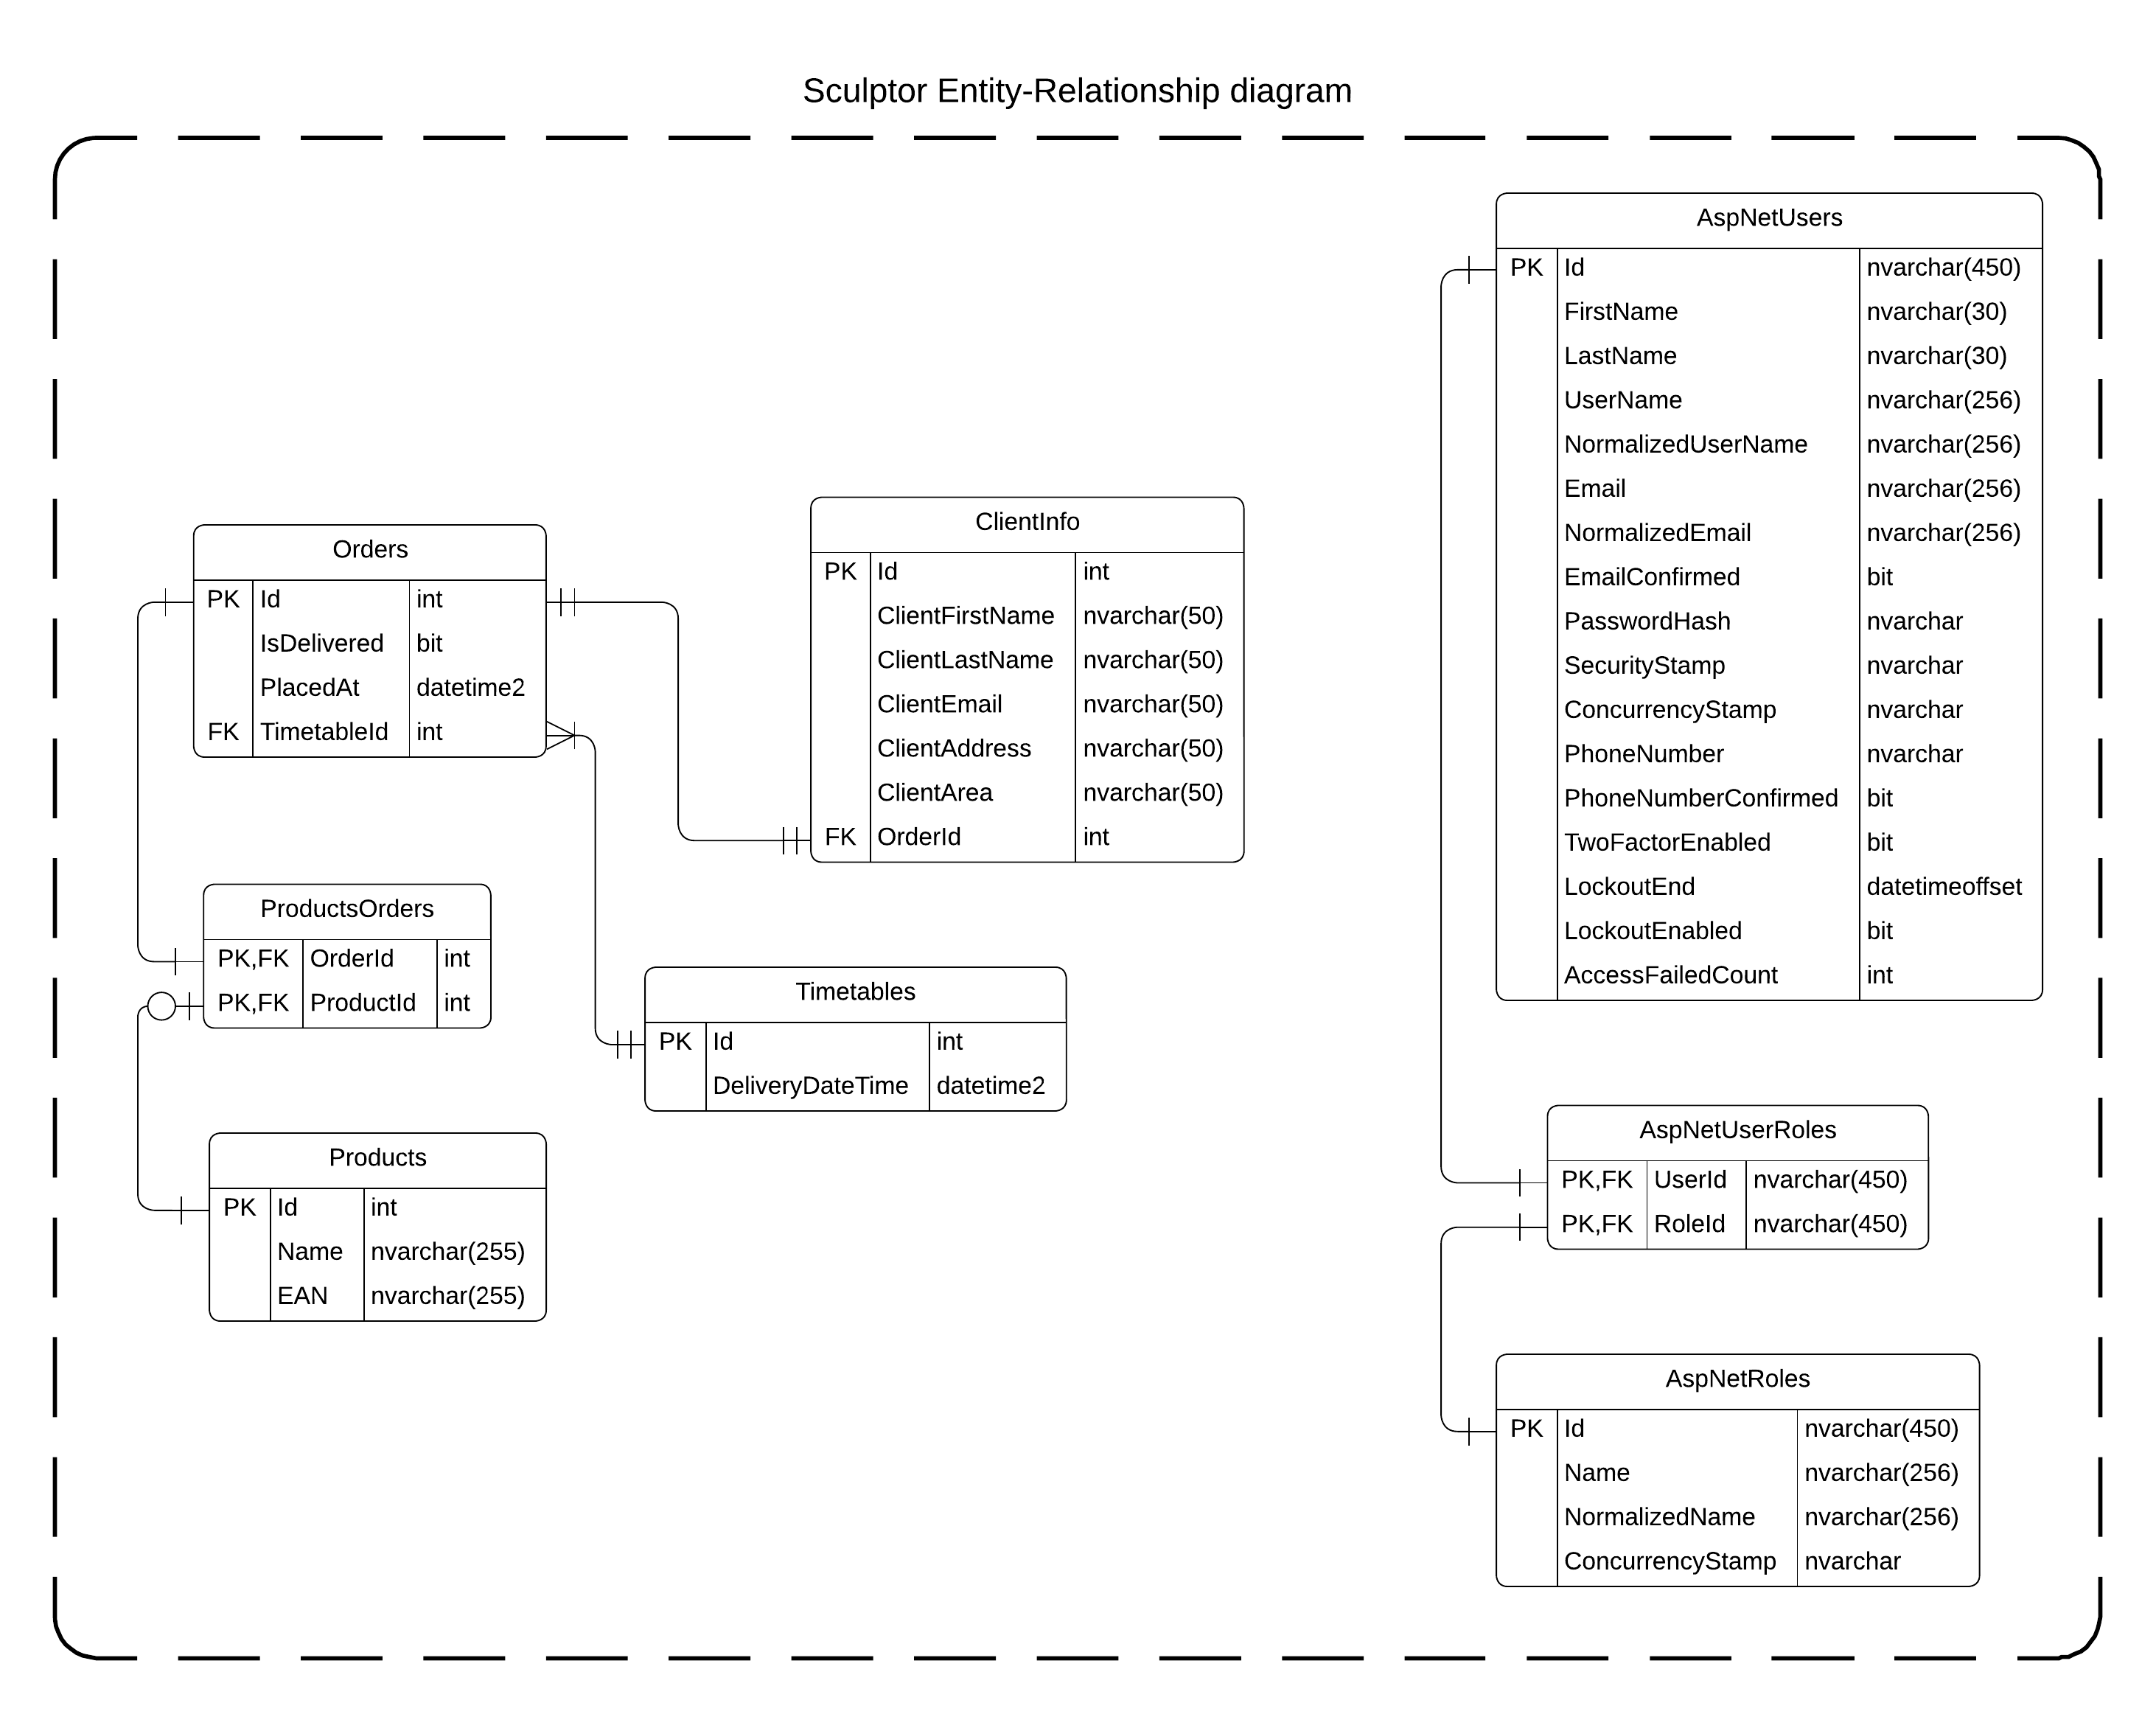 Sculptor Entity-Relationship diagram
AspNetUsers
PK Id nvarchar(450)
FirstName nvarchar(30)
LastName nvarchar(30)
UserName nvarchar(256)
NormalizedUserName nvarchar(256)
Email nvarchar(256)
NormalizedEmail nvarchar(256)
EmailConfirmed bit
PasswordHash nvarchar
SecurityStamp nvarchar
ConcurrencyStamp nvarchar
PhoneNumber nvarchar
PhoneNumberConfirmed bit
TwoFactorEnabled bit
LockoutEnd datetimeoffset
LockoutEnabled bit
AccessFailedCount int
ClientInfo
PK Id int
ClientFirstName nvarchar(50)
ClientLastName nvarchar(50)
ClientEmail nvarchar(50)
ClientAddress nvarchar(50)
ClientArea nvarchar(50)
FK OrderId int
Orders
PK Id int
IsDelivered bit
PlacedAt datetime2
FK TimetableId int
ProductsOrders
PK,FK OrderId int
PK,FK ProductId int
Timetables
PK Id int
DeliveryDateTime datetime2
Products
PK Id int
Name nvarchar(255)
EAN nvarchar(255)
AspNetUserRoles
PK,FK UserId nvarchar(450)
PK,FK RoleId nvarchar(450)
AspNetRoles
PK Id nvarchar(450)
Name nvarchar(256)
NormalizedName nvarchar(256)
ConcurrencyStamp nvarchar